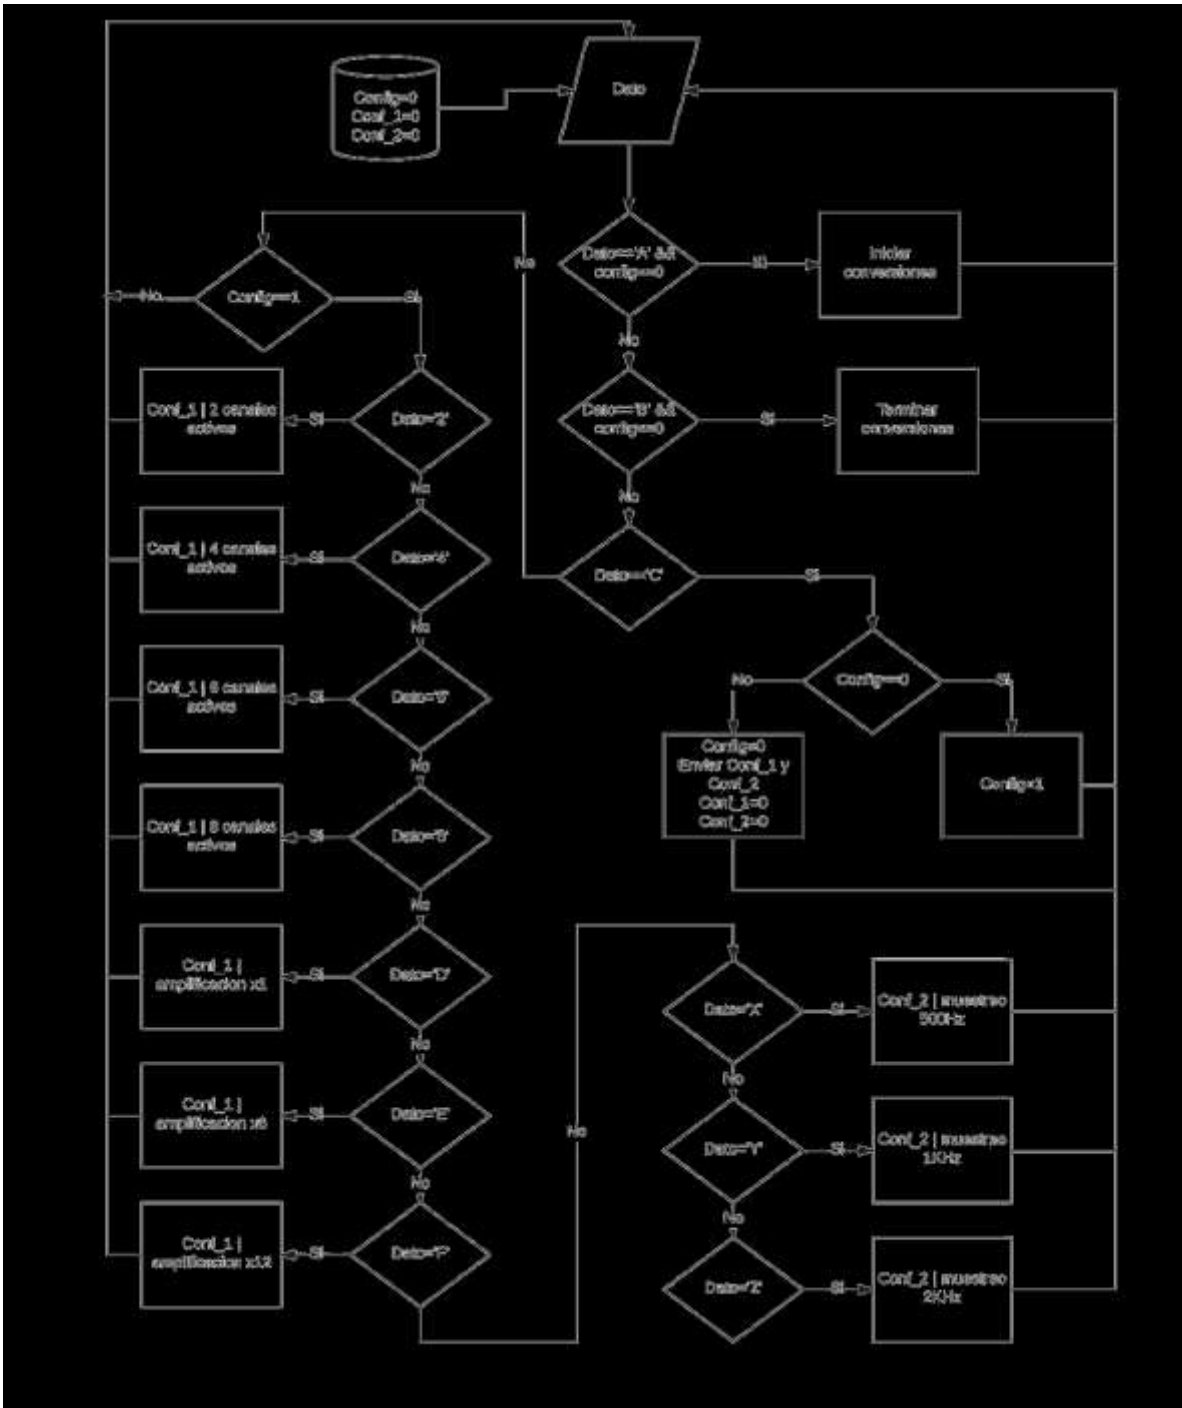 Dato
Config=0
Conf_1=0
Conf_2=0
Dato=='A' &&
config==0
Si
Iniciar
conversiones
No
No
Config==1
No
Si
Dato=='B' &&
config==0
Si
Terminar
conversiones
No
Conf_1 | 2 canales
activos
Si
Dato='2'
No
Conf_1 | 4 canales
activos
Si
Dato='4'
No
Dato=='C'
Si
Config==0
No
Si
Conf_1 | 6 canales
activos
Si
Dato='6'
No
Config=0
Enviar Conf_1 y
Conf_2
Conf_1=0
Conf_2=0
Config=1
Conf_1 | 8 canales
activos
Si
Dato='8'
No
Conf_1 |
amplificacion x1
Si
Dato='D'
No
Dato='X'
Si
Conf_2 | muestreo
500Hz
No
Conf_1 |
amplificacion x6
Si
Dato='E'
No
No
Dato='Y'
Si
Conf_2 | muestreo
1KHz
No
Conf_1 |
amplificacion x12
Si
Dato='F'
Dato='Z'
Si
Conf_2 | muestreo
2KHz